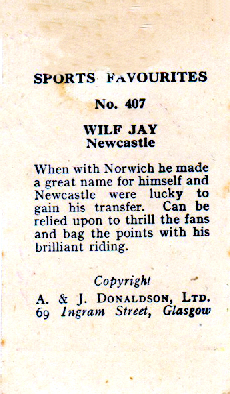 SPORTS FAVOURITES
No. 407
WILF JAY
Newcastle
When with Norwich he made
a great name for himself and
Newcastle were lucky to
gain his transfer. Can be
relied upon to thrill the fans
and bag the points with his
brilliant riding.
Copyright
A. & J. DONALDSON, LTD.
69 Ingram Street, Glasgow